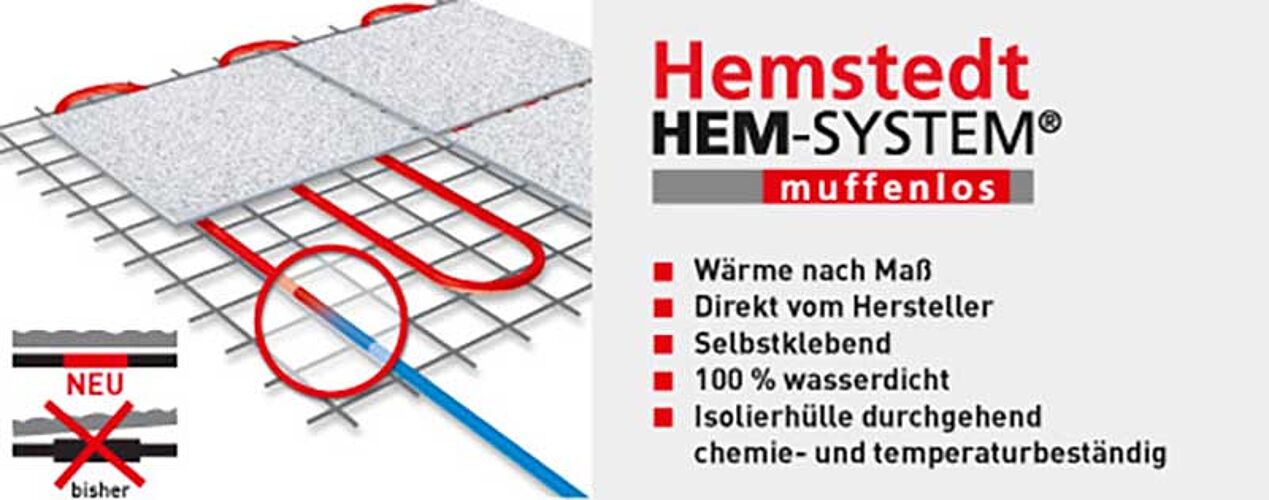 Hemstedt
HEM-SYSTEM®
muffenlos
Wärme nach Maß
Direkt vom Hersteller
Selbstklebend
100 % wasserdicht
Isolierhülle durchgehend
chemie- und temperaturbeständig
NEU
bisher